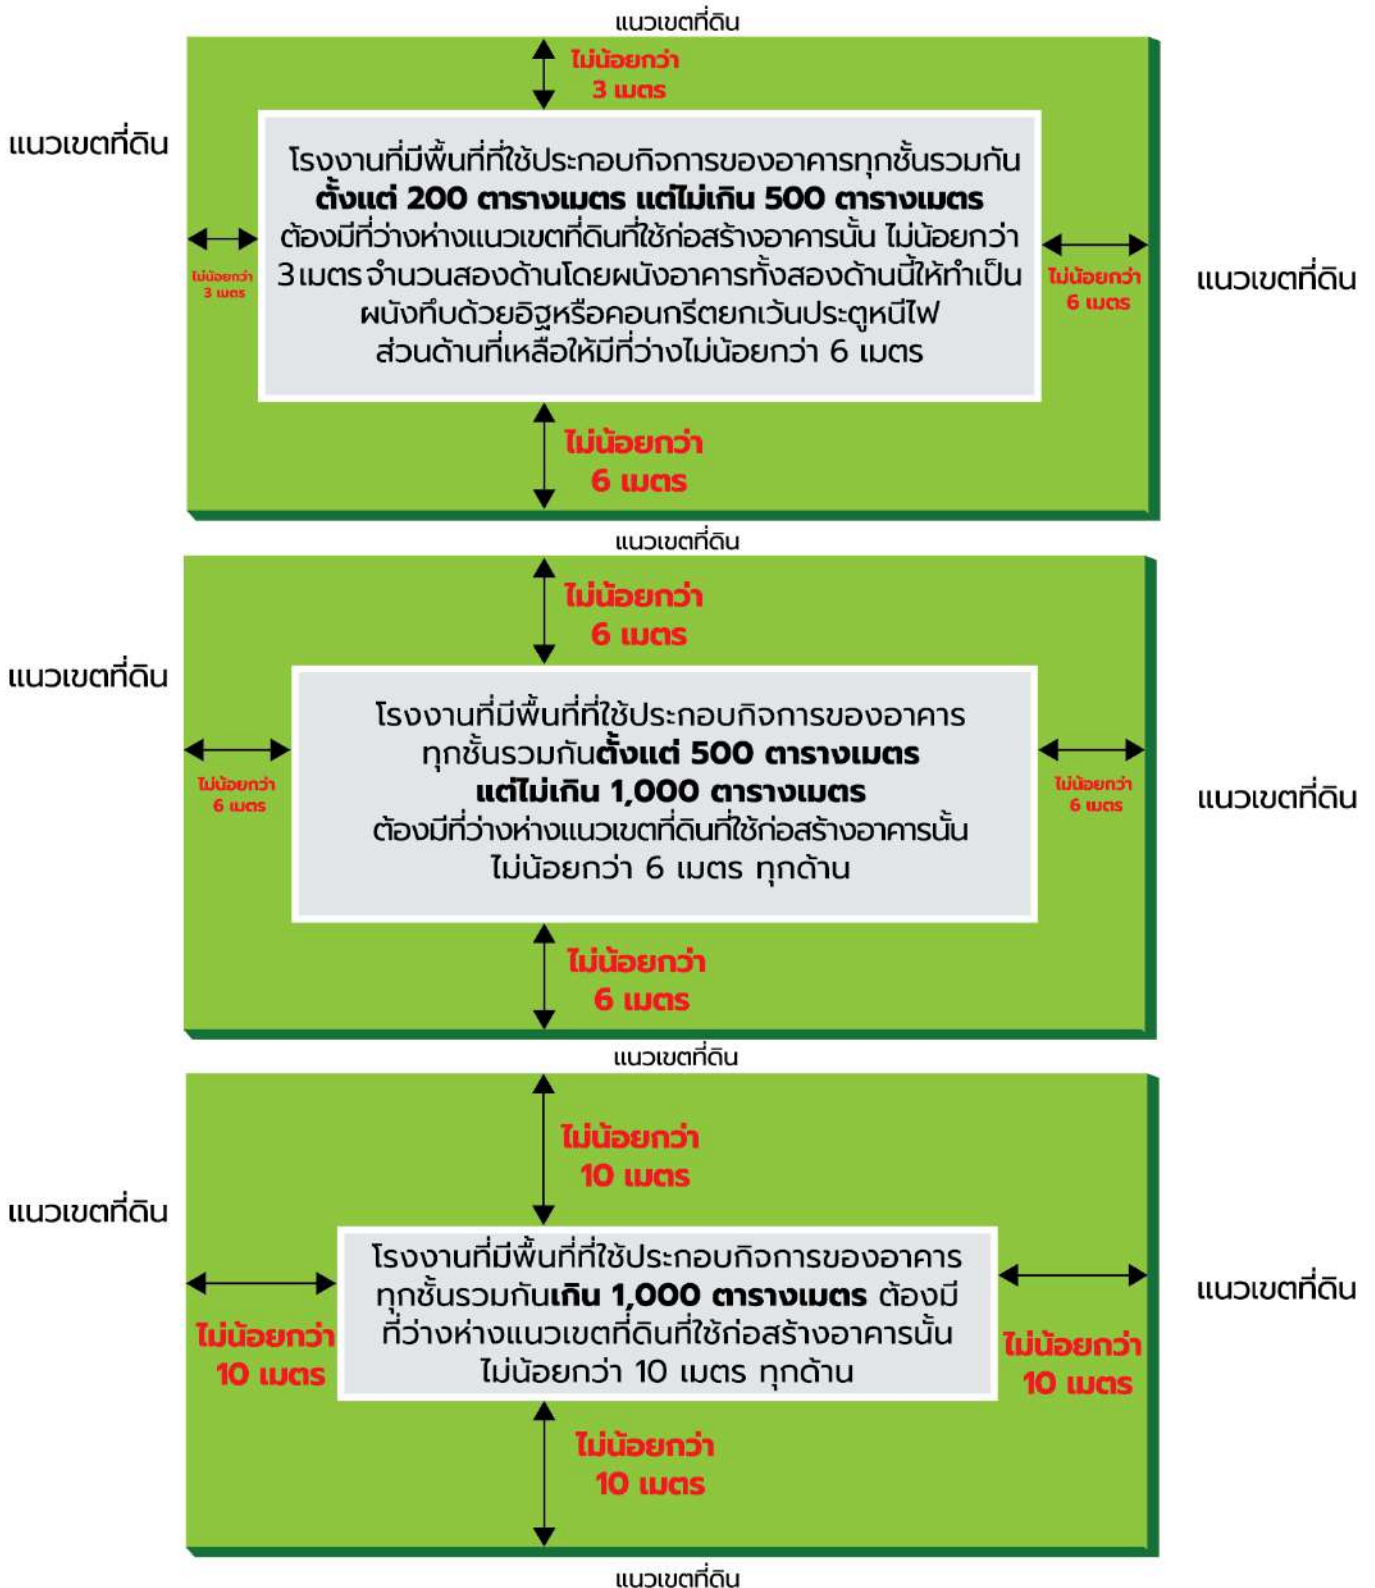 แนวเขตที่ดิน
ไม่น้อยกว่า
3 เมตร
แนวเขตที่ดิน
โรงงานที่มีพื้นที่ที่ใช้ประกอบกิจการของอาคารทุกชั้นรวมกัน
ตั้งแต่ 200 ตารางเมตร แต่ไม่เกิน 500 ตารางเมตร
ต้องมีที่ว่างห่างแนวเขตที่ดินที่ใช้ก่อสร้างอาคารนั้น ไม่น้อยกว่า
3 เมตร จำนวนสองด้านโดยผนังอาคารทั้งสองด้านนี้ให้ทำเป็น
ผนังทึบด้วยอิฐหรือคอนกรีตยกเว้นประตูหนีไฟ
ส่วนด้านที่เหลือให้มีที่ว่างไม่น้อยกว่า 6 เมตร
ไม่น้อยกว่า
3 เมตร
ไม่น้อยกว่า
6 เมตร
แนวเขตที่ดิน
ไม่น้อยกว่า
6 เมตร
แนวเขตที่ดิน
ไม่น้อยกว่า
6 เมตร
แนวเขตที่ดิน
โรงงานที่มีพื้นที่ที่ใช้ประกอบกิจการของอาคาร
ทุกชั้นรวมกันตั้งแต่ 500 ตารางเมตร
แต่ไม่เกิน 1,000 ตารางเมตร
ต้องมีที่ว่างห่างแนวเขตที่ดินที่ใช้ก่อสร้างอาคารนั้น
ไม่น้อยกว่า 6 เมตร ทุกด้าน
ไม่น้อยกว่า
6 เมตร
ไม่น้อยกว่า
6 เมตร
แนวเขตที่ดิน
ไม่น้อยกว่า
6 เมตร
แนวเขตที่ดิน
ไม่น้อยกว่า
10 เมตร
แนวเขตที่ดิน
โรงงานที่มีพื้นที่ที่ใช้ประกอบกิจการของอาคาร
ทุกชั้นรวมกันเกิน 1,000 ตารางเมตร ต้องมี
ที่ว่างห่างแนวเขตที่ดินที่ใช้ก่อสร้างอาคารนั้น
ไม่น้อยกว่า 10 เมตร ทุกด้าน
ไม่น้อยกว่า
10 เมตร
ไม่น้อยกว่า
10 เมตร
แนวเขตที่ดิน
ไม่น้อยกว่า
10 เมตร
แนวเขตที่ดิน